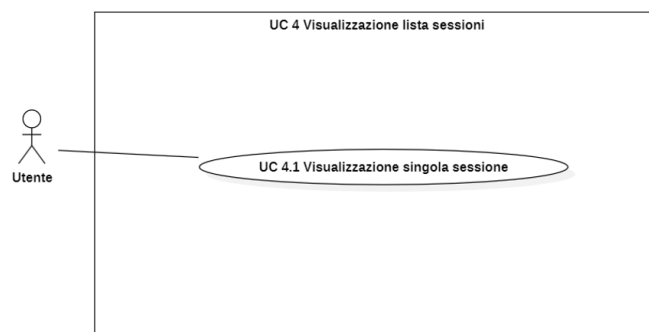 UC 4 Visualizzazione lista sessioni
UC 4.1 Visualizzazione singola sessione
Utente